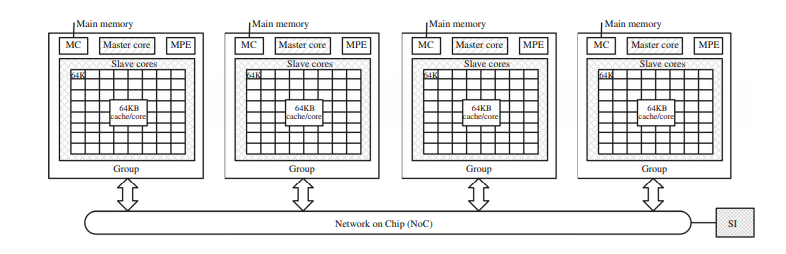 Main memory Main memory Main memory Main memory
MC Master core MPE MC Master core MPE MC Master core MPE MC Master core MPE
Slave cores Slave cores Slave cores Slave cores
64K 64K 64K 64K
64KB 64KB 64KB 64KB
cache/core cache/core cache/core cache/core
Group Group Group Group
Network on Chip (NoC) SI